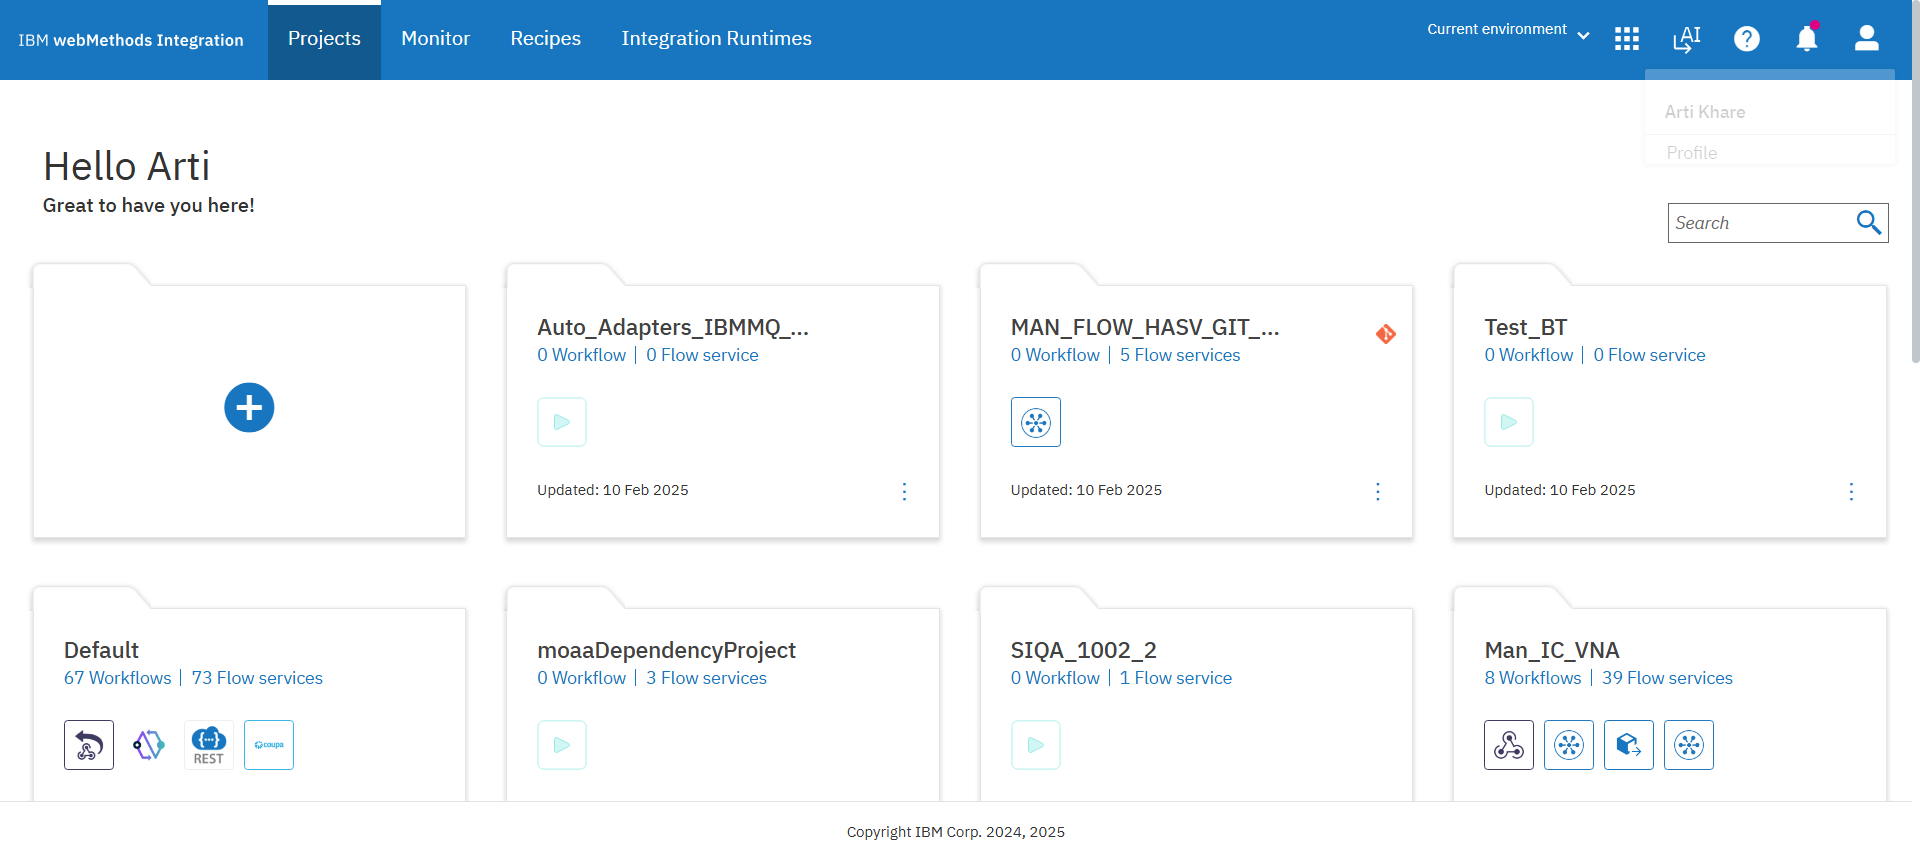 IBM webMethods Integration
Projects
Monitor
Recipes
Integration Runtimes
Current environment
AI
Arti Khare
Profile
Hello Arti
Great to have you here!
Search
Auto_Adapters_IBMMQ_...
0 Workflow | 0 Flow service
Updated: 10 Feb 2025
MAN_FLOW_HASV_GIT_...
0 Workflow | 5 Flow services
Updated: 10 Feb 2025
Test_BT
0 Workflow | 0 Flow service
Updated: 10 Feb 2025
Default
67 Workflows | 73 Flow services
{...}
REST
coupa
moaaDependencyProject
0 Workflow | 3 Flow services
SIQA_1002_2
0 Workflow | 1 Flow service
Man_IC_VNA
8 Workflows | 39 Flow services
Copyright IBM Corp. 2024, 2025